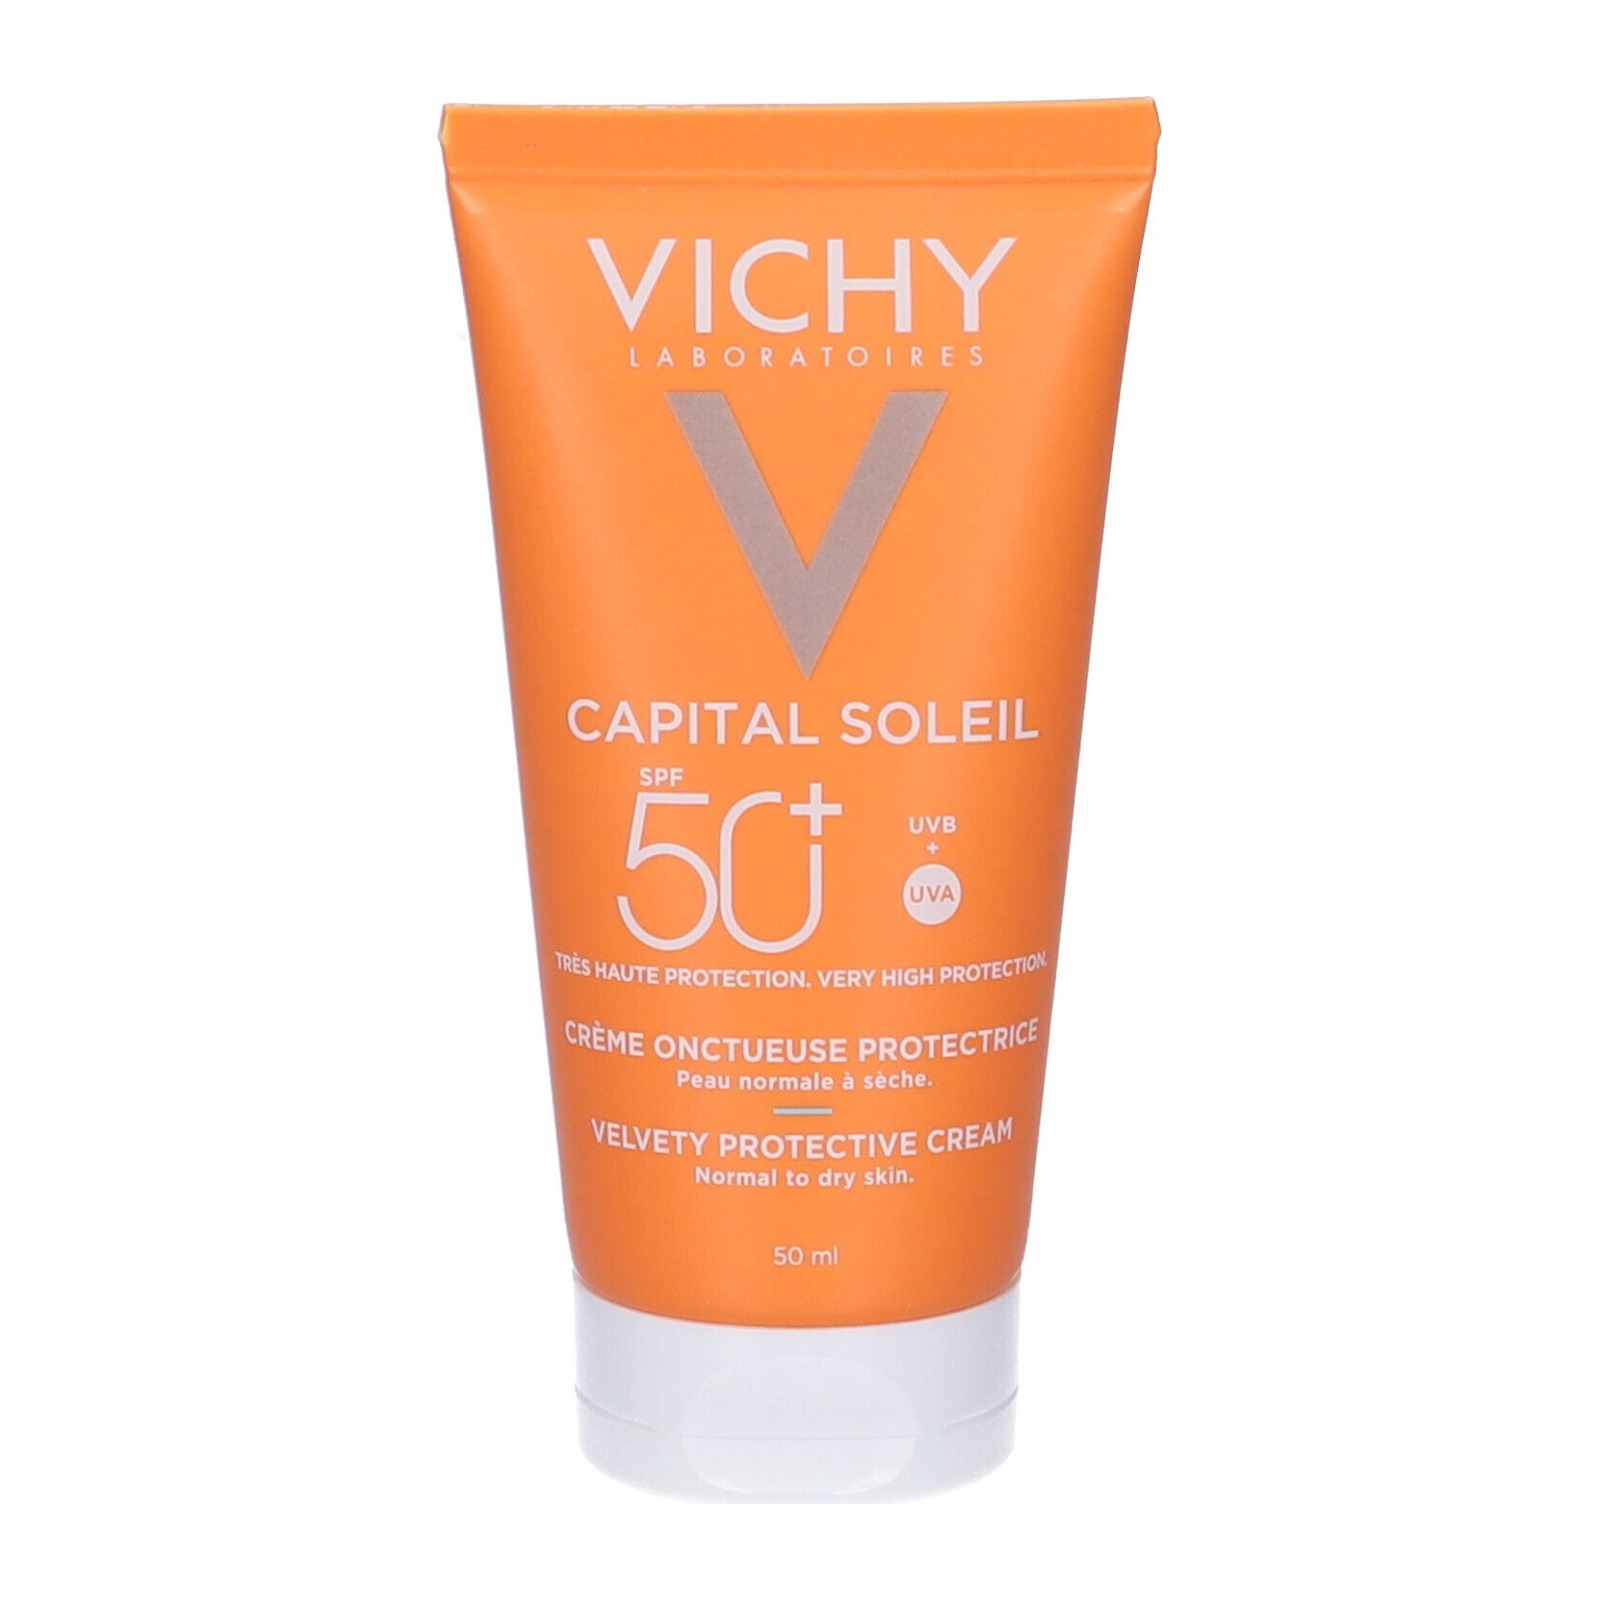 VICHY
LABORATOIRES
V
CAPITAL SOLEIL
SPF
50+
UVB
+
UVA
TRÈS HAUTE PROTECTION. VERY HIGH PROTECTION.
CRÈME ONCTUEUSE PROTECTRICE
Peau normale à sèche.
VELVETY PROTECTIVE CREAM
Normal to dry skin.
50 ml